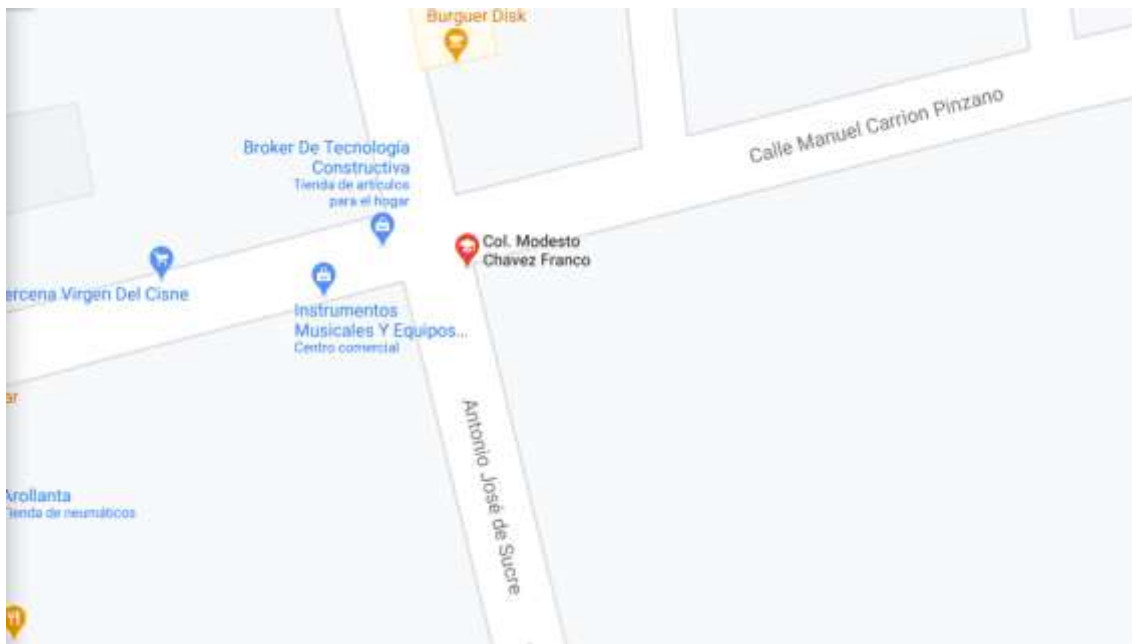 Burguer Disk
Calle Manuel Carrion Pinzano
Broker De Tecnología
Constructiva
Tienda de artículos
para el hogar
Col. Modesto
Chavez Franco
ercena Virgen Del Cisne
Instrumentos
Musicales Y Equipos...
Centro comercial
ar
Antonio José de Sucre
Arollanta
Tienda de neumáticos